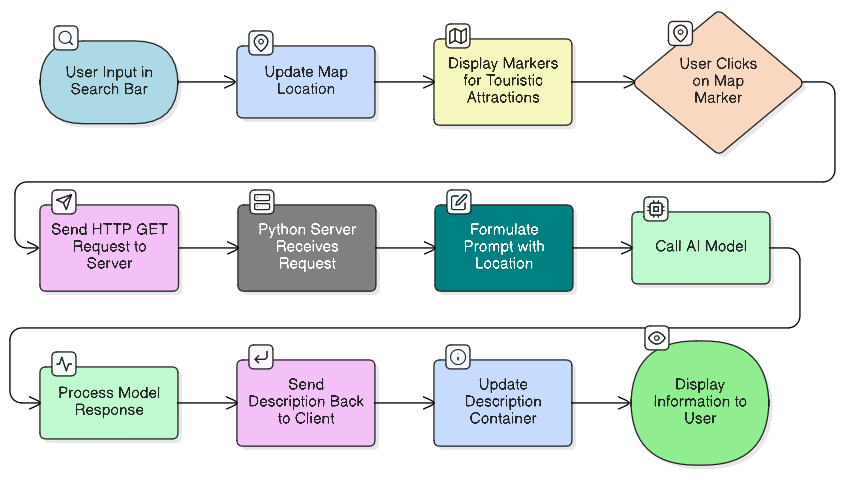 User Input in
Search Bar
Update Map
Location
Display Markers
for Touristic
Attractions
User Clicks
on Map
Marker
Send HTTP GET
Request to
Server
Python Server
Receives
Request
Formulate
Prompt with
Location
Call AI Model
Process Model
Response
Send
Description Back
to Client
Update
Description
Container
Display
Information to
User